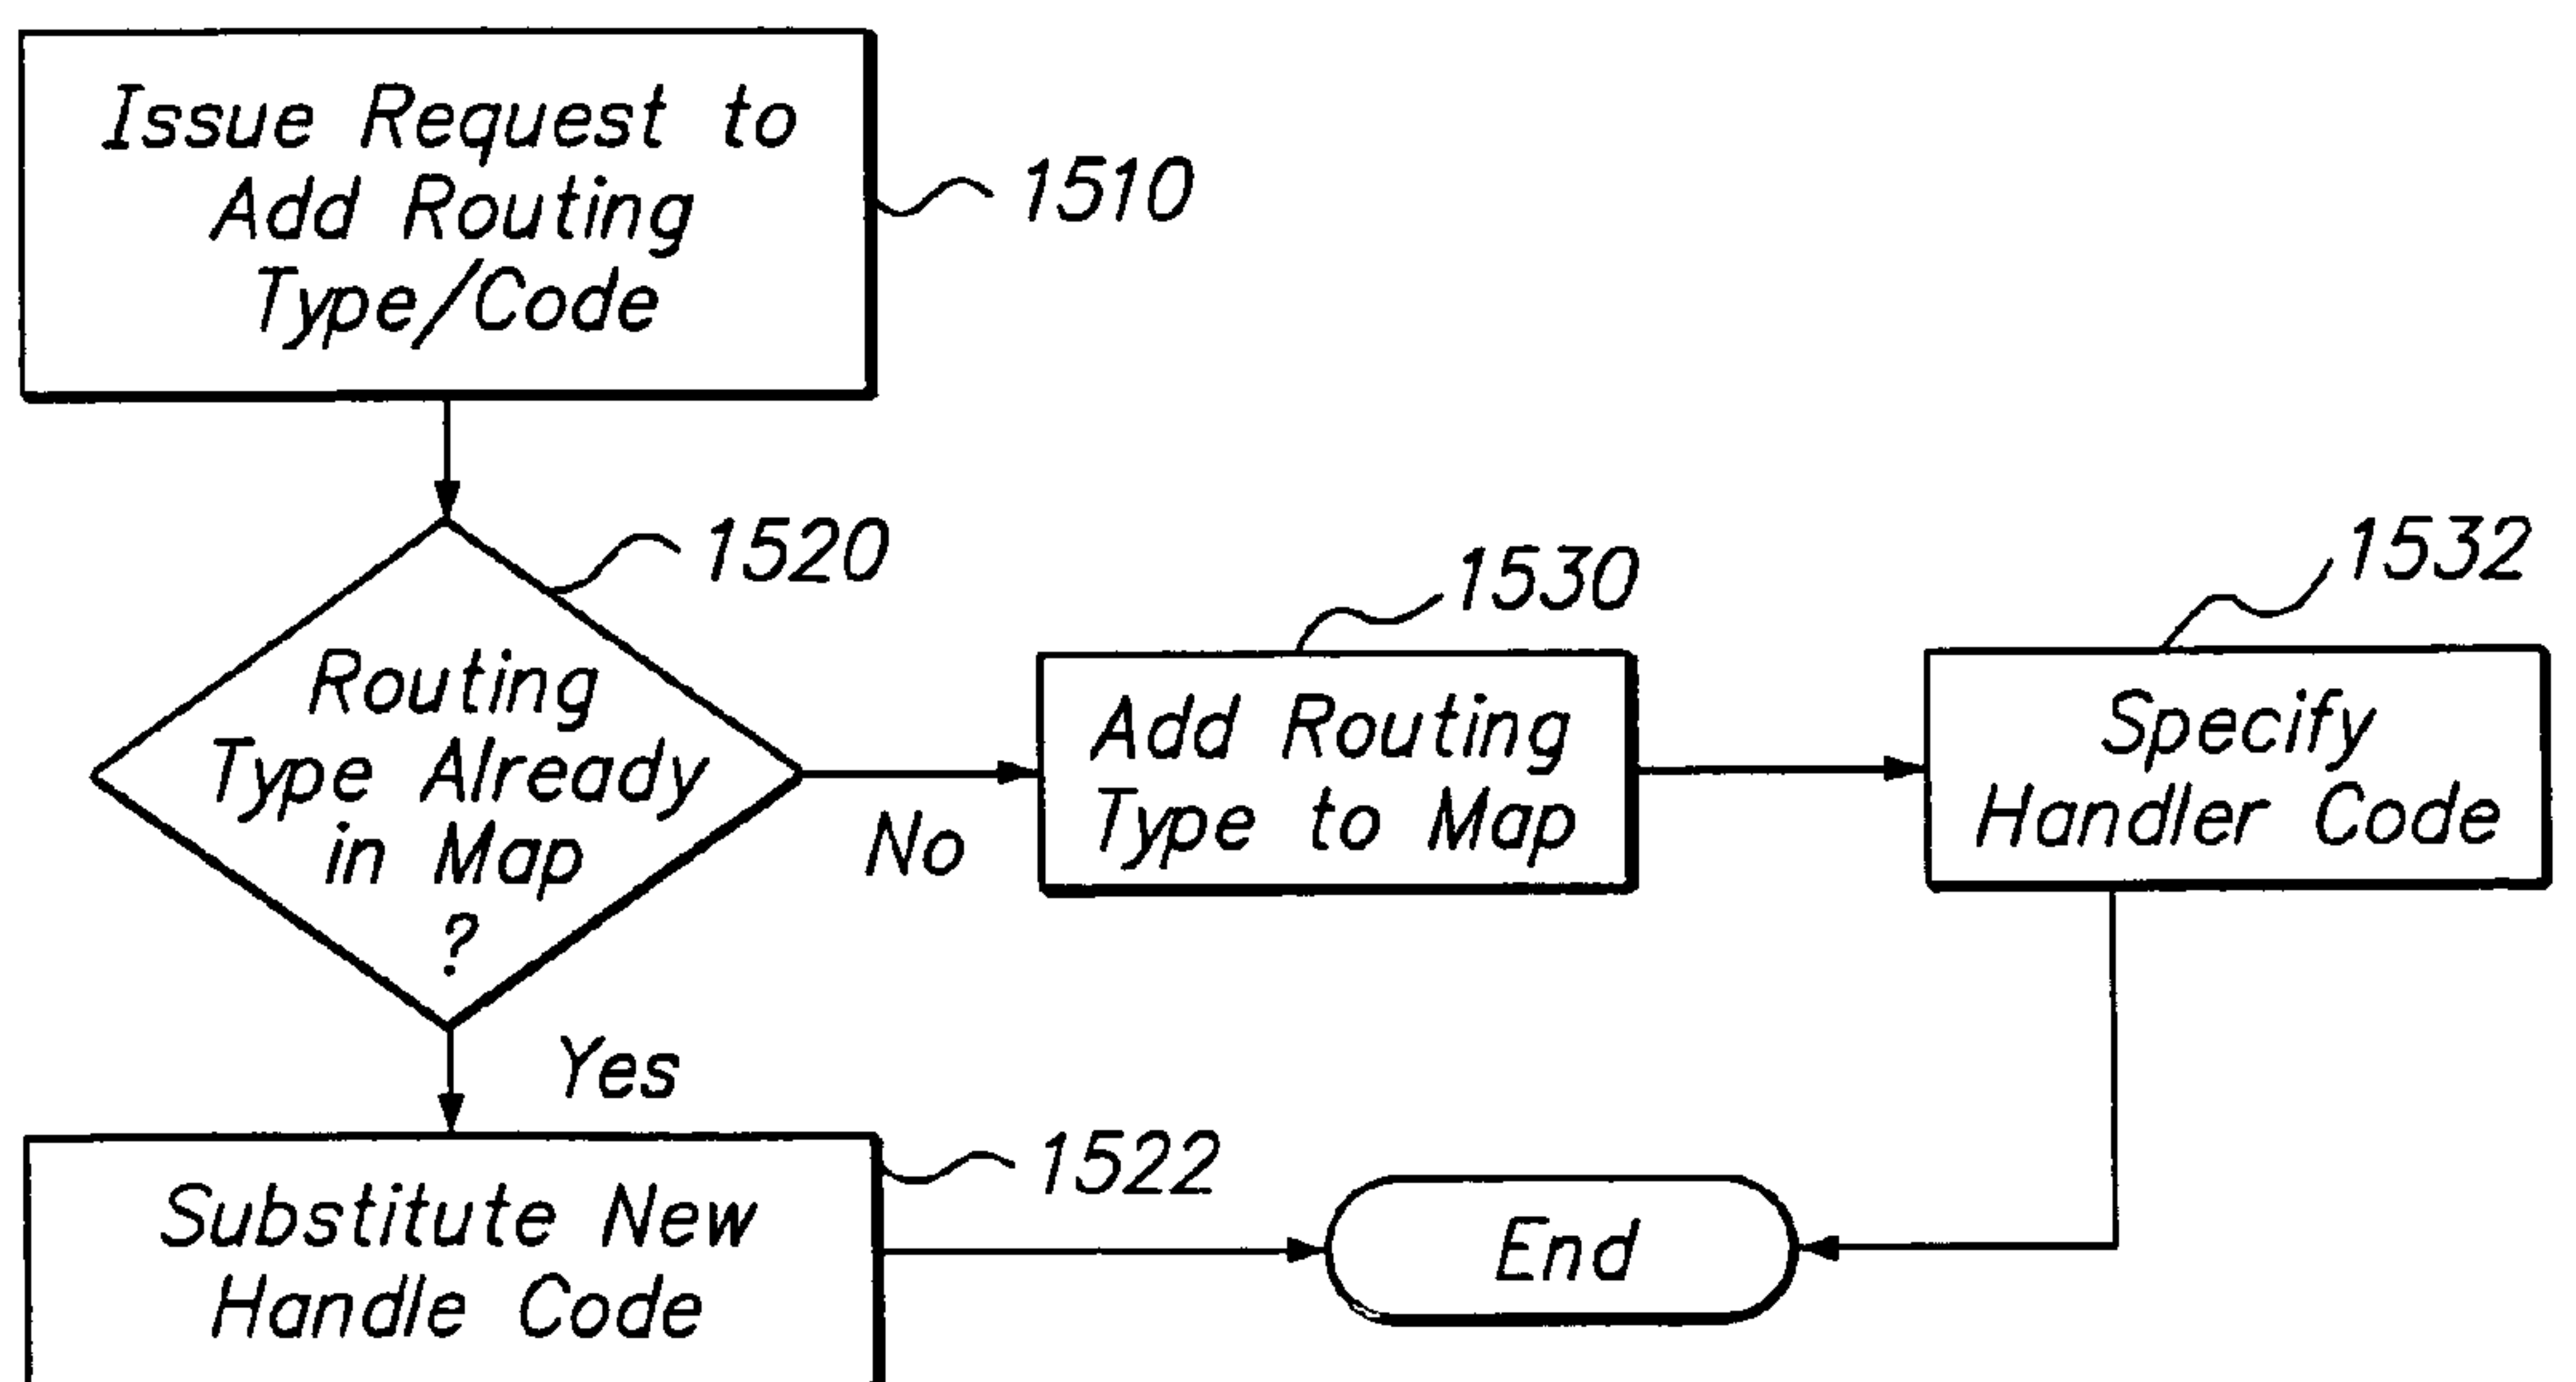 Issue Request to
Add Routing
Type/Code
1510
1520
Routing
Type Already
in Map
?
No
1530
Add Routing
Type to Map
1532
Specify
Handler Code
Yes
1522
Substitute New
Handle Code
End